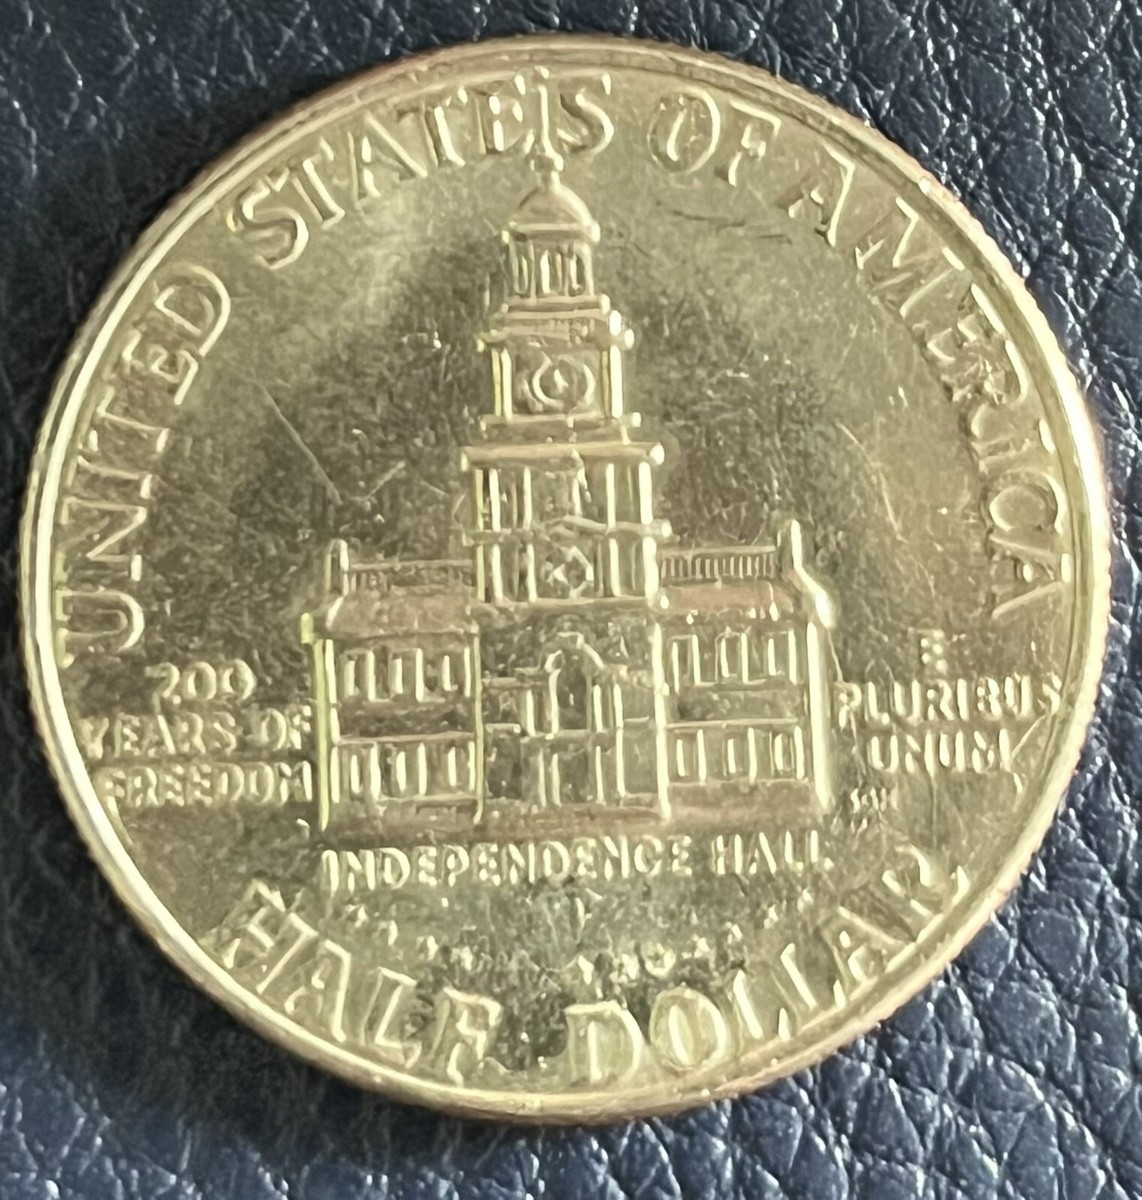 UNITED STATES OF AMERICA
200
YEARS OF
FREEDOM
E
PLURIBUS
UNUM
INDEPENDENCE HALL
HALF DOLLAR